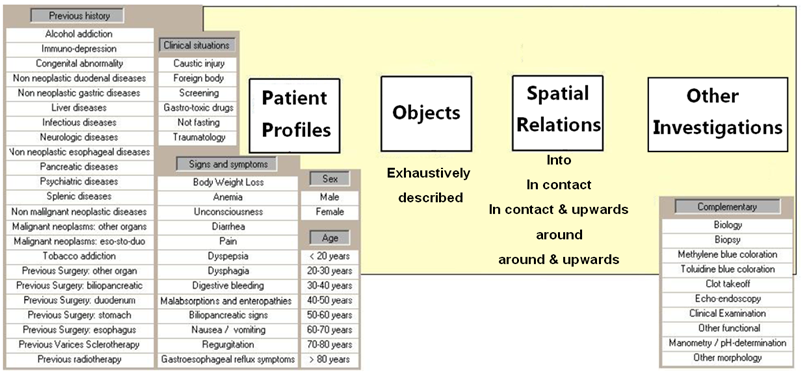 Previous history
Alcohol addiction
Immuno-depression
Congenital abnormality
Non neoplastic duodenal diseases
Non neoplastic gastric diseases
Liver diseases
Infectious diseases
Neurologic diseases
Non neoplastic esophageal diseases
Pancreatic diseases
Psychiatric diseases
Splenic diseases
Non malilgnant neoplastic diseases
Malignant neoplasms: other organs
Malignant neoplasms: eso-sto-duo
Tobacco addiction
Previous Surgery: other organ
Previous Surgery: biliopancreatic
Previous Surgery: duodenum
Previous Surgery: stomach
Previous Surgery: esophagus
Previous Varices Sclerotherapy
Previous radiotherapy
Clinical situations
Caustic injury
Foreign body
Screening
Gastro-toxic drugs
Not fasting
Traumatology
Signs and symptoms
Body Weight Loss
Anemia
Unconsciousness
Diarrhea
Pain
Dyspepsia
Dysphagia
Digestive bleeding
Malabsorptions and enteropathies
Biliopancreatic signs
Nausea / vomiting
Regurgitation
Gastroesophageal reflux symptoms
Sex
Male
Female
Age
< 20 years
20-30 years
30-40 years
40-50 years
50-60 years
60-70 years
70-80 years
> 80 years
Patient
Profiles
Objects
Exhaustively
described
Spatial
Relations
Into
In contact
In contact & upwards
around
around & upwards
Other
Investigations
Complementary
Biology
Biopsy
Methylene blue coloration
Toluidine blue coloration
Clot takeoff
Echo-endoscopy
Clinical Examination
Other functional
Manometry / pH-determination
Other morphology